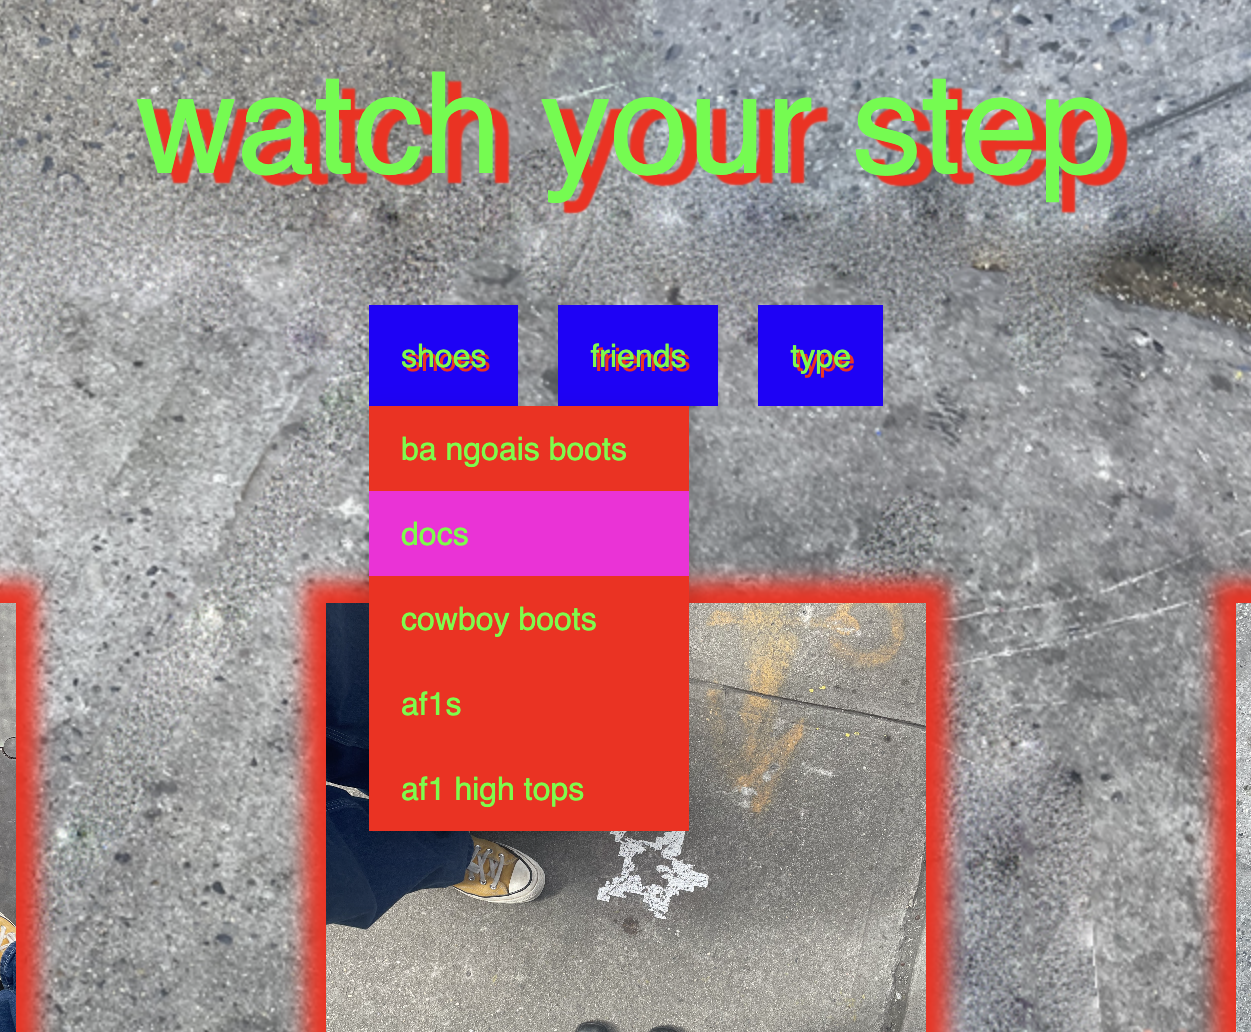 watch your step
shoes friends type
ba ngoais boots
docs
cowboy boots
af1s
af1 high tops